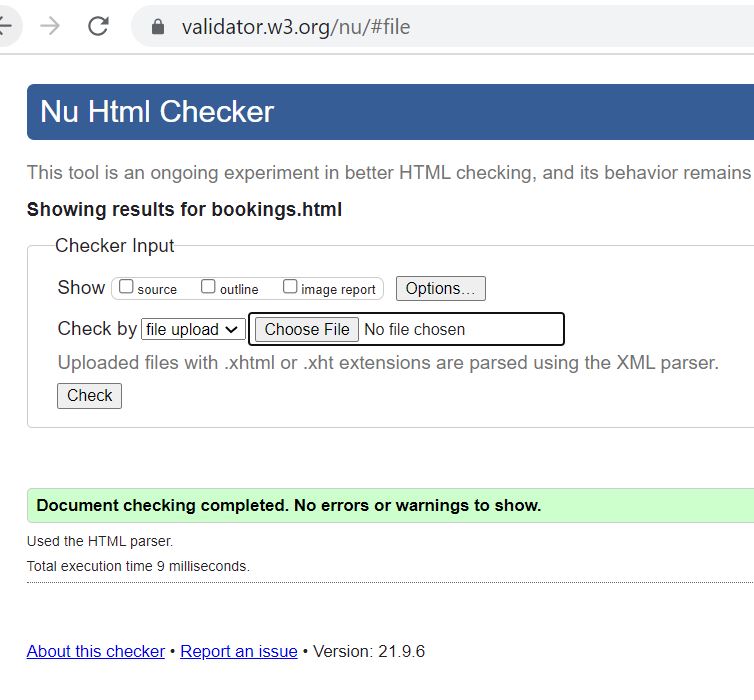 validator.w3.org/nu/#file
Nu Html Checker
This tool is an ongoing experiment in better HTML checking, and its behavior remains
Showing results for bookings.html
Checker Input
Show source outline image report Options...
Check by file upload Choose File No file chosen
Uploaded files with .xhtml or .xht extensions are parsed using the XML parser.
Check
Document checking completed. No errors or warnings to show.
Used the HTML parser.
Total execution time 9 milliseconds.
About this checker • Report an issue • Version: 21.9.6